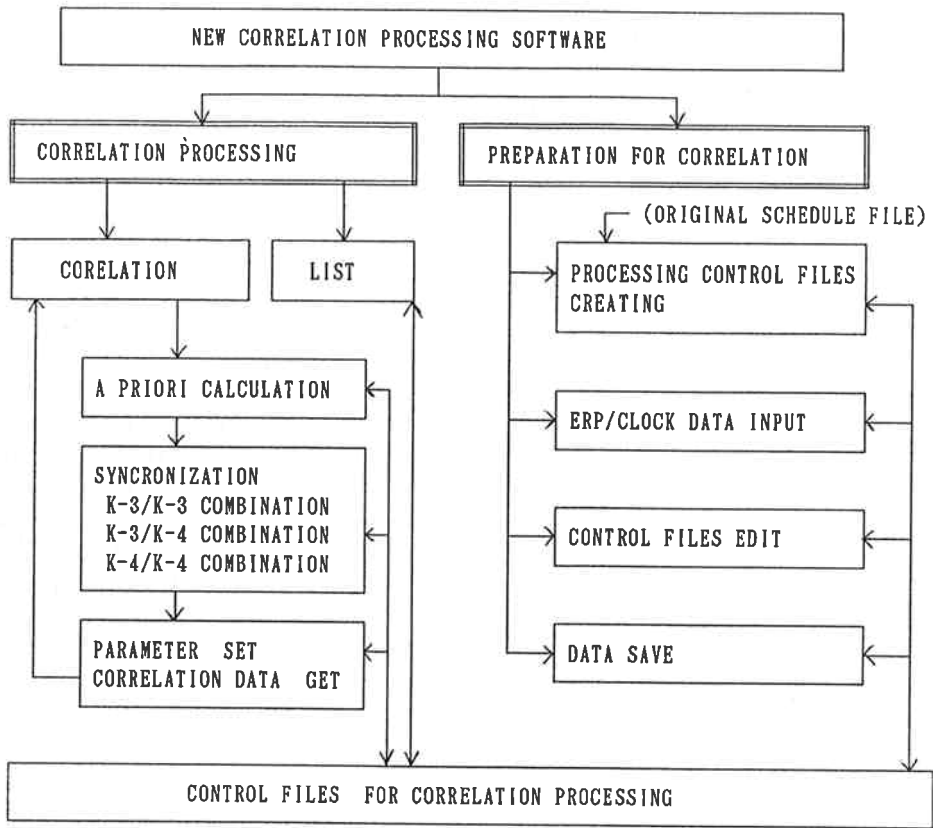 NEW CORRELATION PROCESSING SOFTWARE
CORRELATION PROCESSING
PREPARATION FOR CORRELATION
(ORIGINAL SCHEDULE FILE)
CORELATION
LIST
PROCESSING CONTROL FILES
CREATING
A PRIORI CALCULATION
ERP/CLOCK DATA INPUT
SYNCRONIZATION
K-3/K-3 COMBINATION
K-3/K-4 COMBINATION
K-4/K-4 COMBINATION
CONTROL FILES EDIT
PARAMETER SET
CORRELATION DATA GET
DATA SAVE
CONTROL FILES FOR CORRELATION PROCESSING